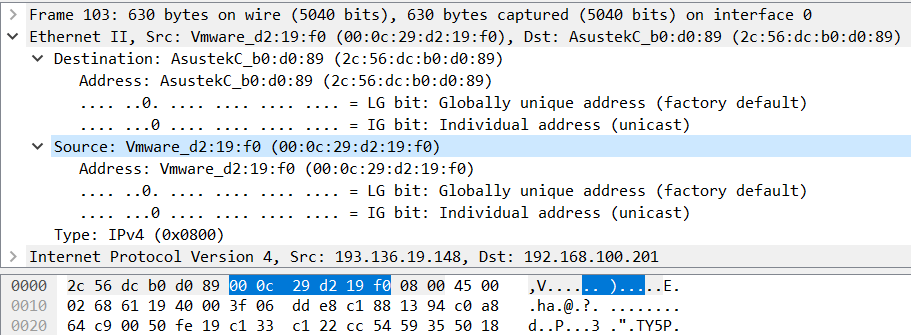 Frame 103: 630 bytes on wire (5040 bits), 630 bytes captured (5040 bits) on interface 0
Ethernet II, Src: Vmware_d2:19:f0 (00:0c:29:d2:19:f0), Dst: AsustekC_b0:d0:89 (2c:56:dc:b0:d0:89)
Destination: AsustekC_b0:d0:89 (2c:56:dc:b0:d0:89)
Address: AsustekC_b0:d0:89 (2c:56:dc:b0:d0:89)
.... ..0. .... .... .... .... = LG bit: Globally unique address (factory default)
.... ...0 .... .... .... .... = IG bit: Individual address (unicast)
Source: Vmware_d2:19:f0 (00:0c:29:d2:19:f0)
Address: Vmware_d2:19:f0 (00:0c:29:d2:19:f0)
.... ..0. .... .... .... .... = LG bit: Globally unique address (factory default)
.... ...0 .... .... .... .... = IG bit: Individual address (unicast)
Type: IPv4 (0x0800)
Internet Protocol Version 4, Src: 193.136.19.148, Dst: 192.168.100.201
0000 2c 56 dc b0 d0 89 00 0c 29 d2 19 f0 08 00 45 00 ,V...... ).....E.
0010 02 68 61 19 40 00 3f 06 dd e8 c1 88 13 94 c0 a8 .ha.@.?. ........
0020 64 c9 00 50 fe 19 c1 33 c1 22 cc 54 59 35 50 18 d..P...3 .".TY5P.